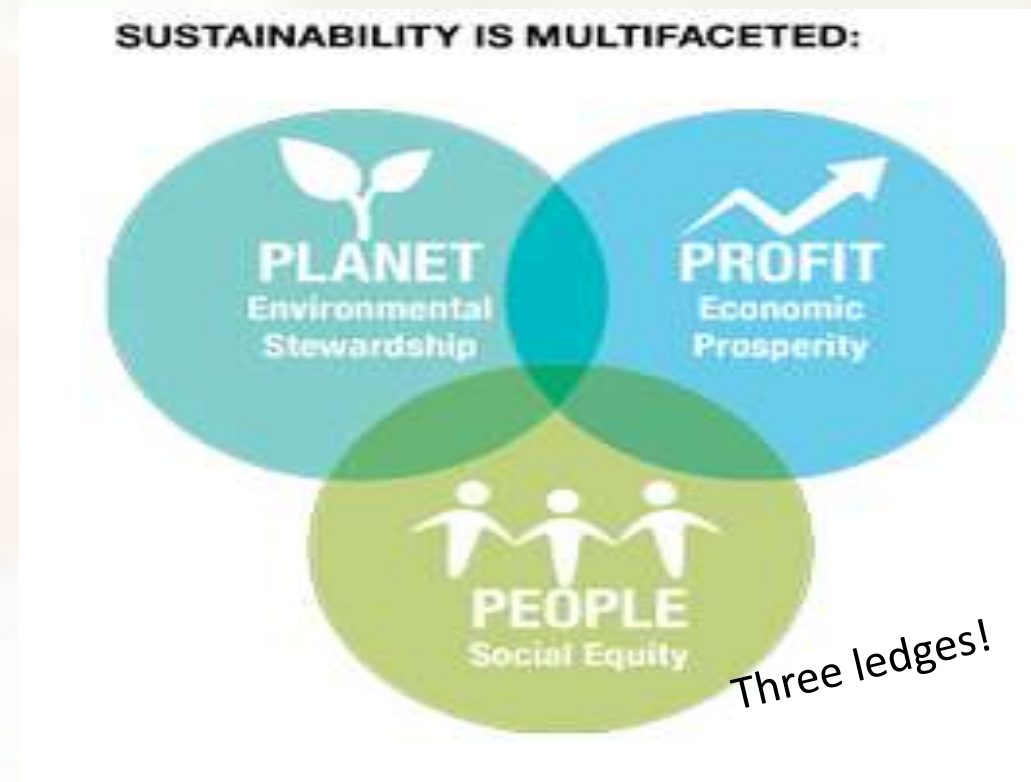 SUSTAINABILITY IS MULTIFACETED:
PLANET
Environmental
Stewardship
PROFIT
Economic
Prosperity
PEOPLE
Social Equity
Three ledges!